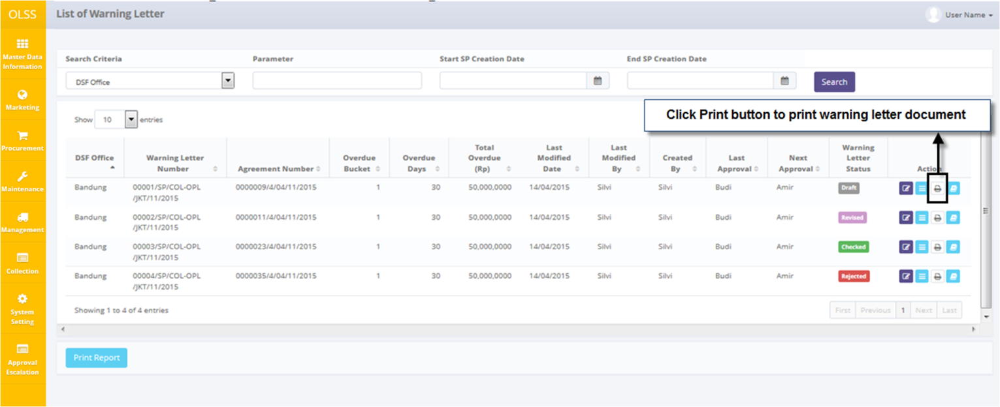 OLSS
List of Warning Letter
User Name
Master Data
Information
Marketing
Procurement
Maintenance
Management
Collection
System
Setting
Approval
Escalation
Search Criteria Parameter Start SP Creation Date End SP Creation Date
DSF Office Search
Click Print button to print warning letter document
Show 10 entries
DSF Office Warning Letter Number Agreement Number Overdue Bucket Overdue Days Total Overdue (Rp) Last Modified Date Last Modified By Created By Last Approval Next Approval Warning Letter Status Action
Bandung 00001/SP/COL-OPL 0000009/4/04/11/2015 1 30 50,000,0000 14/04/2015 Silvi Silvi Budi Amir Draft
/JKT/11/2015
Bandung 00002/SP/COL-OPL 0000011/4/04/11/2015 1 30 50,000,0000 14/04/2015 Silvi Silvi Budi Amir Revised
/JKT/11/2015
Bandung 00003/SP/COL-OPL 0000023/4/04/11/2015 1 30 50,000,0000 14/04/2015 Silvi Silvi Budi Amir Checked
/JKT/11/2015
Bandung 00004/SP/COL-OPL 0000035/4/04/11/2015 1 30 50,000,0000 14/04/2015 Silvi Silvi Budi Amir Rejected
/JKT/11/2015
Showing 1 to 4 of 4 entries First Previous 1 Next Last
Print Report